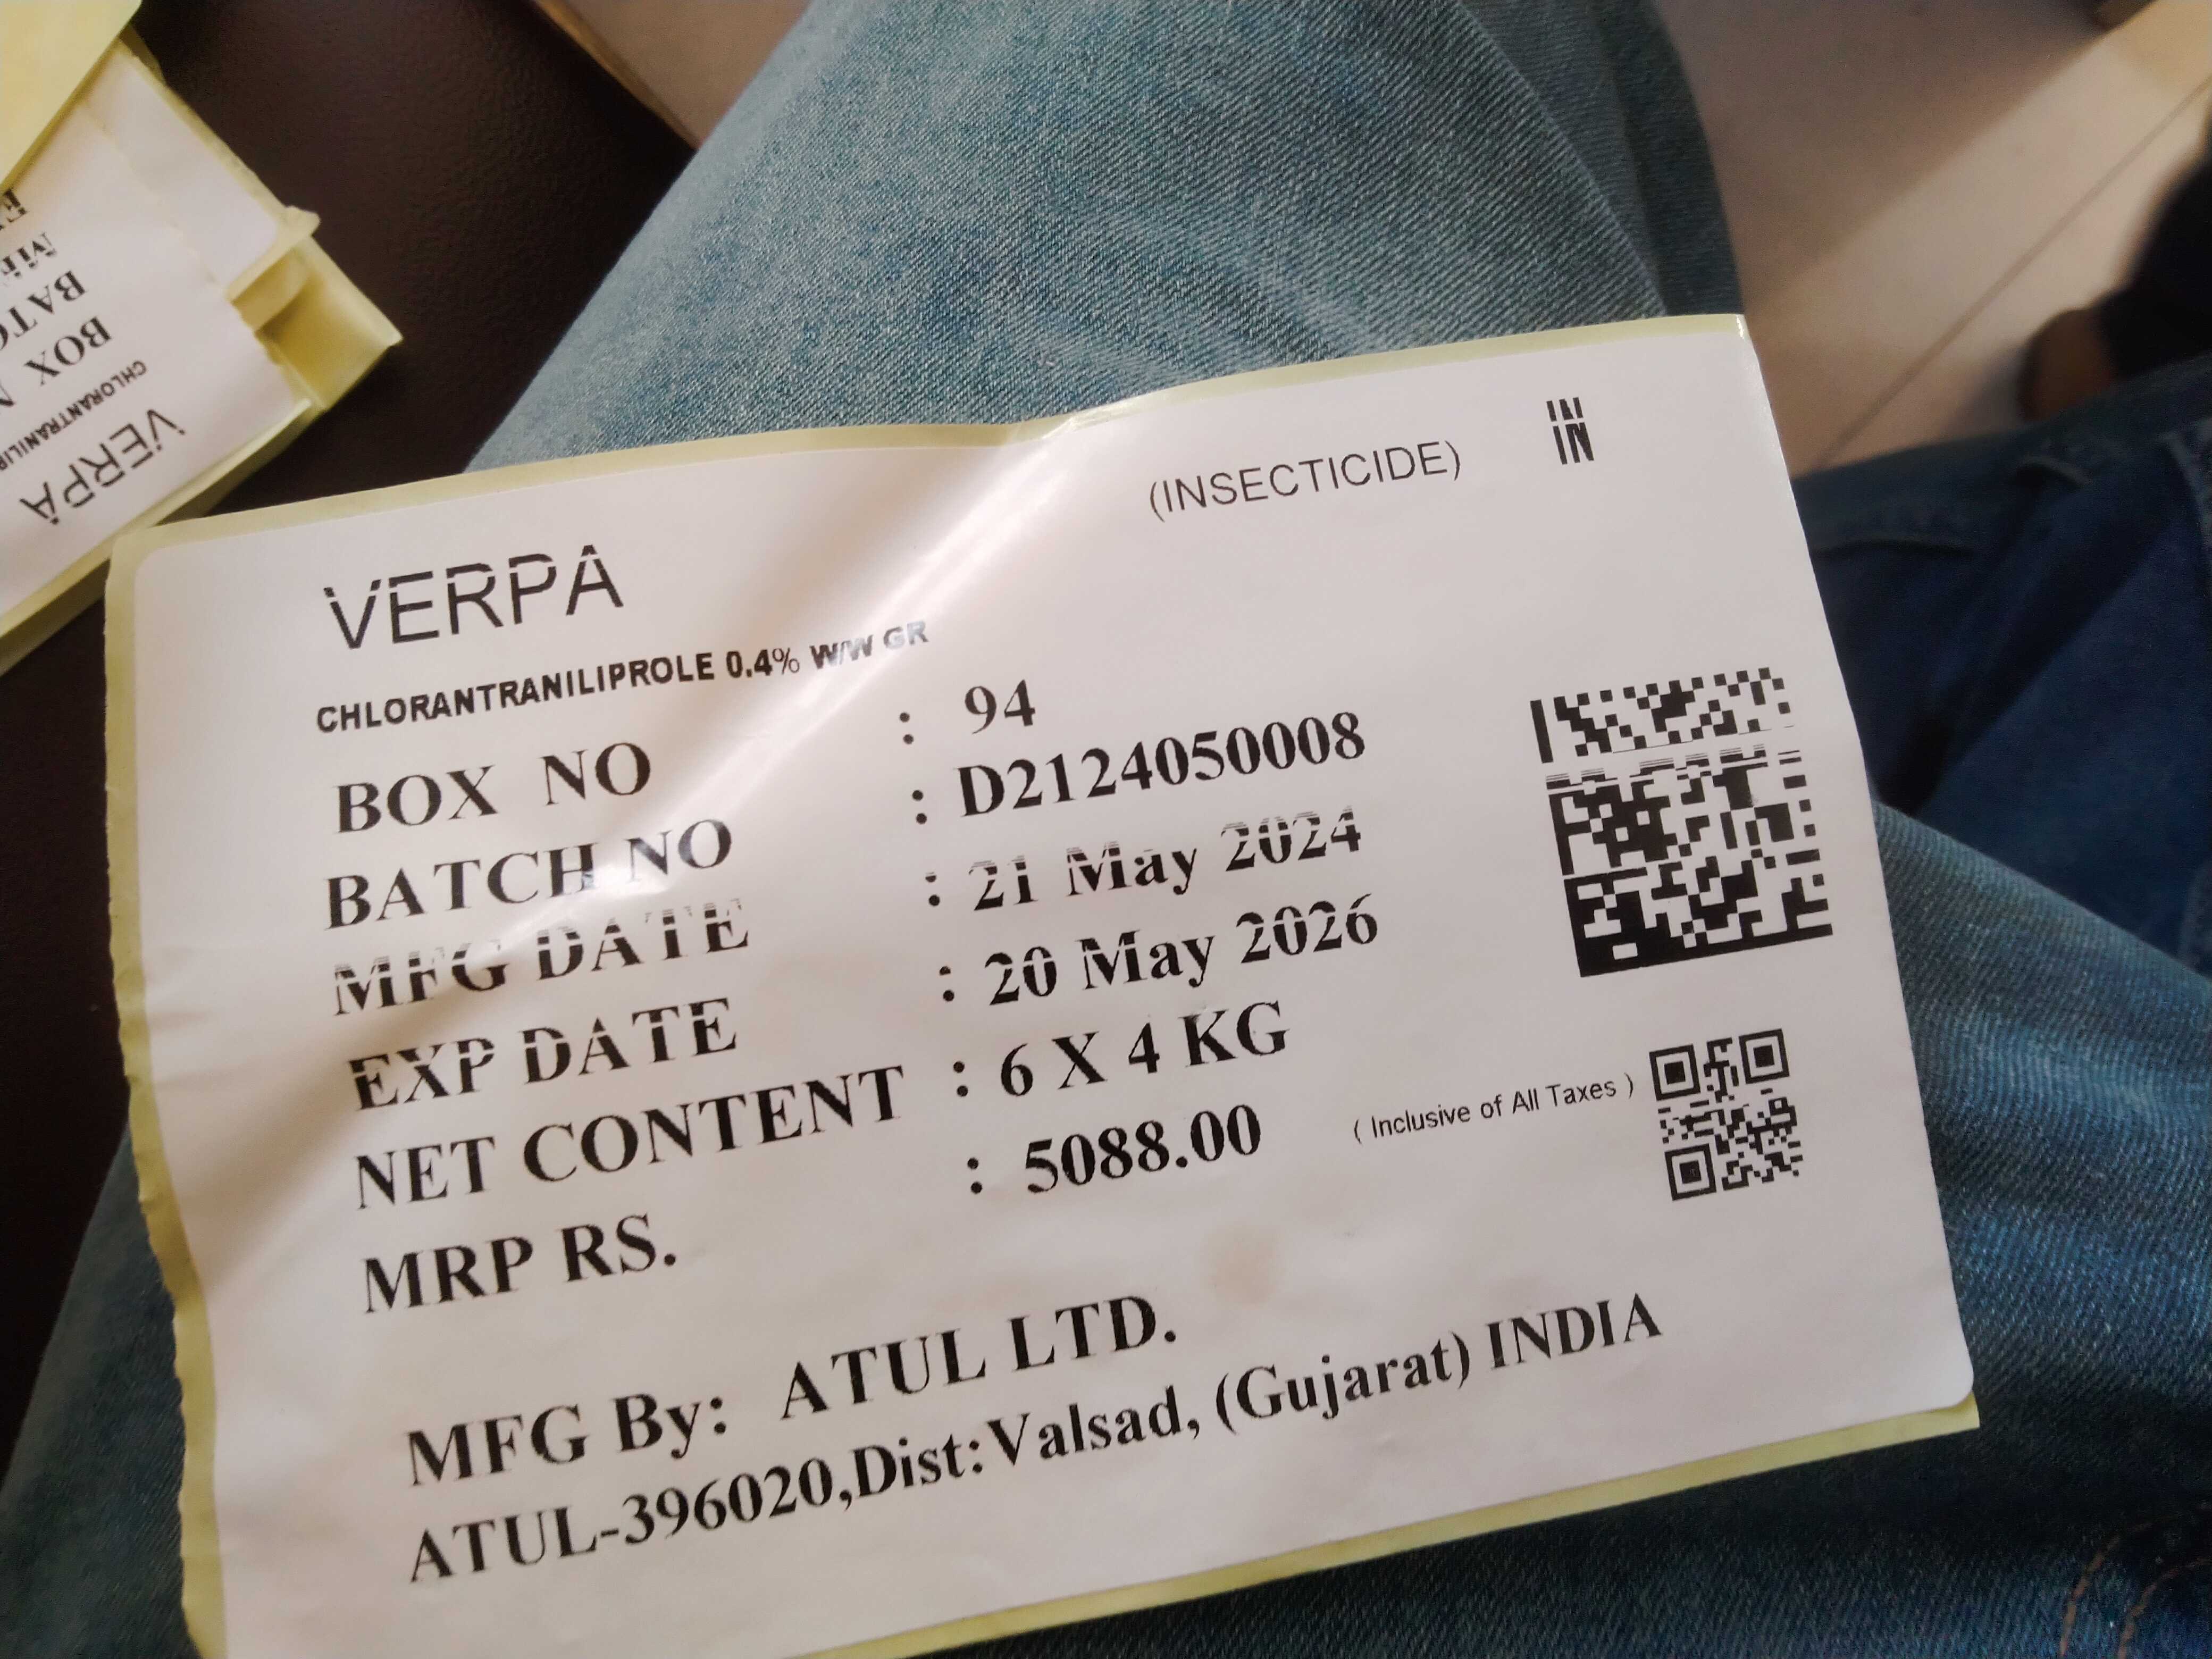 (INSECTICIDE)
IN
IN
VERPA
CHLORANTRANILIPROLE 0.4% W/W GR
BOX NO : 94
BATCH NO : D2124050008
MFG DATE : 21 May 2024
EXP DATE : 20 May 2026
NET CONTENT : 6 X 4 KG
MRP RS. : 5088.00 ( Inclusive of All Taxes )
MFG By: ATUL LTD.
ATUL-396020,Dist:Valsad, (Gujarat) INDIA
VERPA
BOX